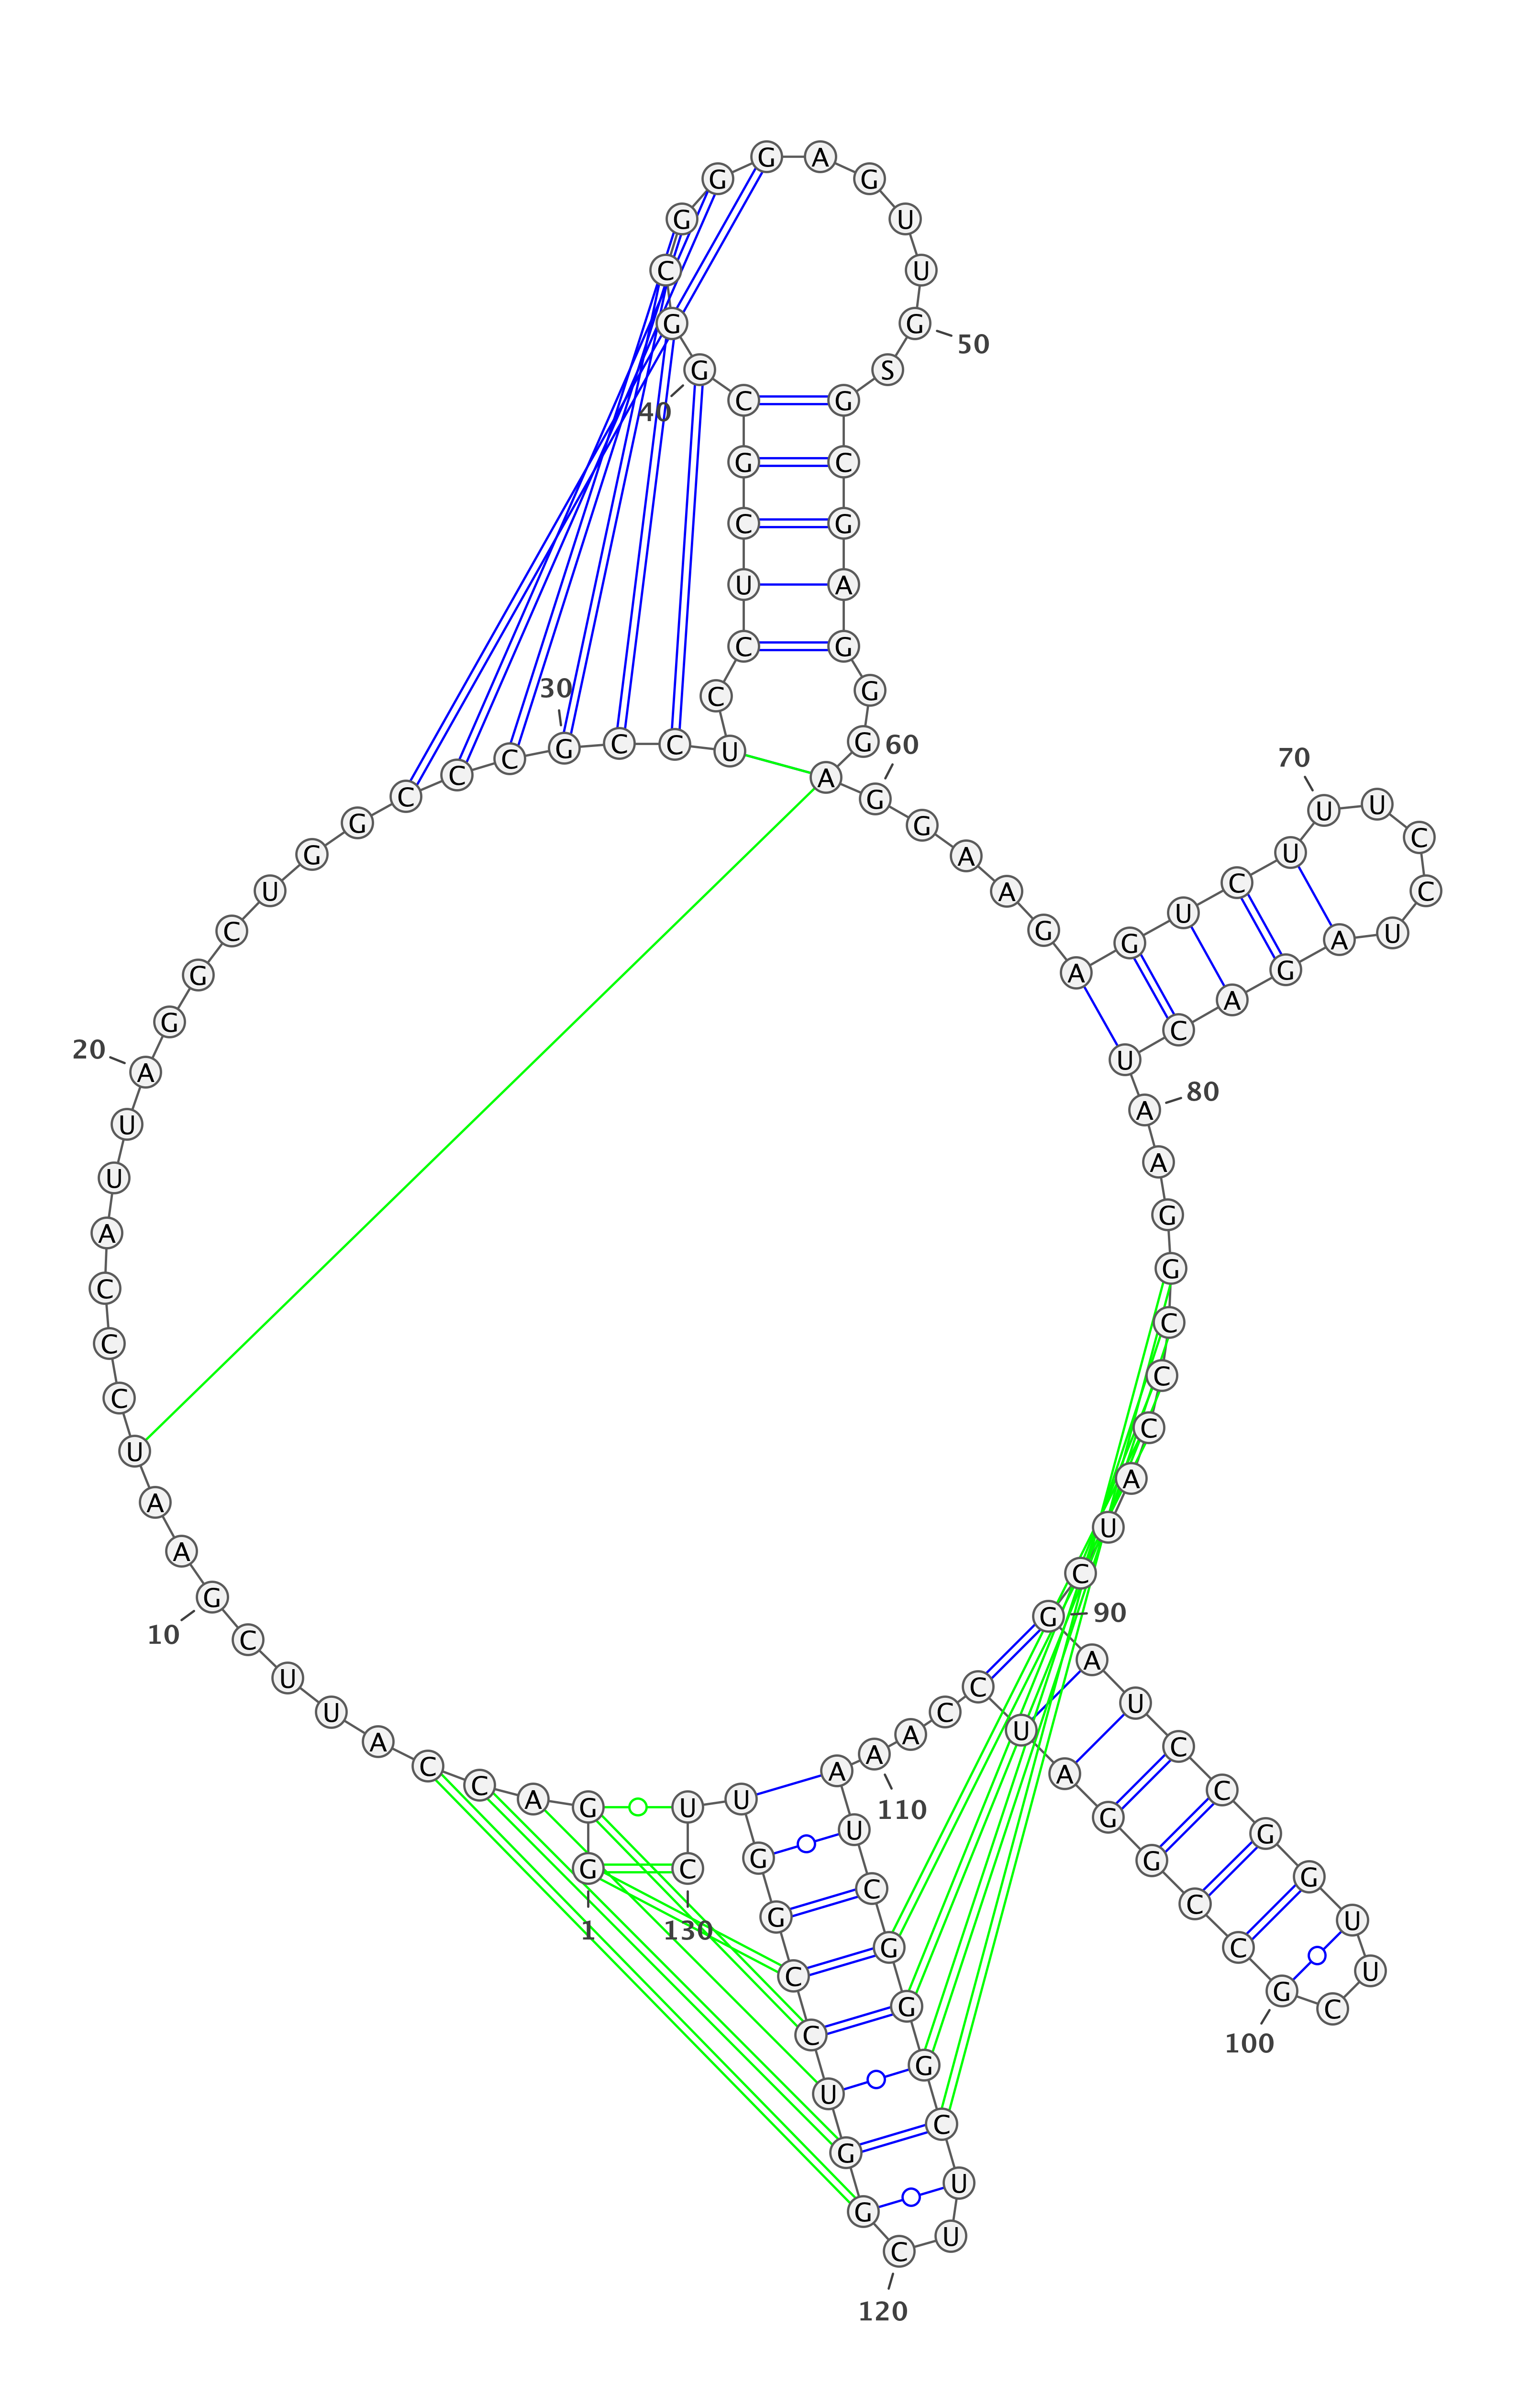 1
G G A C C A U U C G
10
A A U C C C A U U A
20
G G C U G G C C C G
30
C C U C C U C G C G
40
G C G G G A G U U G
50
S G C G A G G G A G
60
G A A G A G U C U U
70
U C C U A G A C U A
80
A G G C C C A U C G
90
A U C C G G U U C G
100
C C G G A U C C A A
110
A U C G G G C U U C
120
G G U C C G G U U C
130